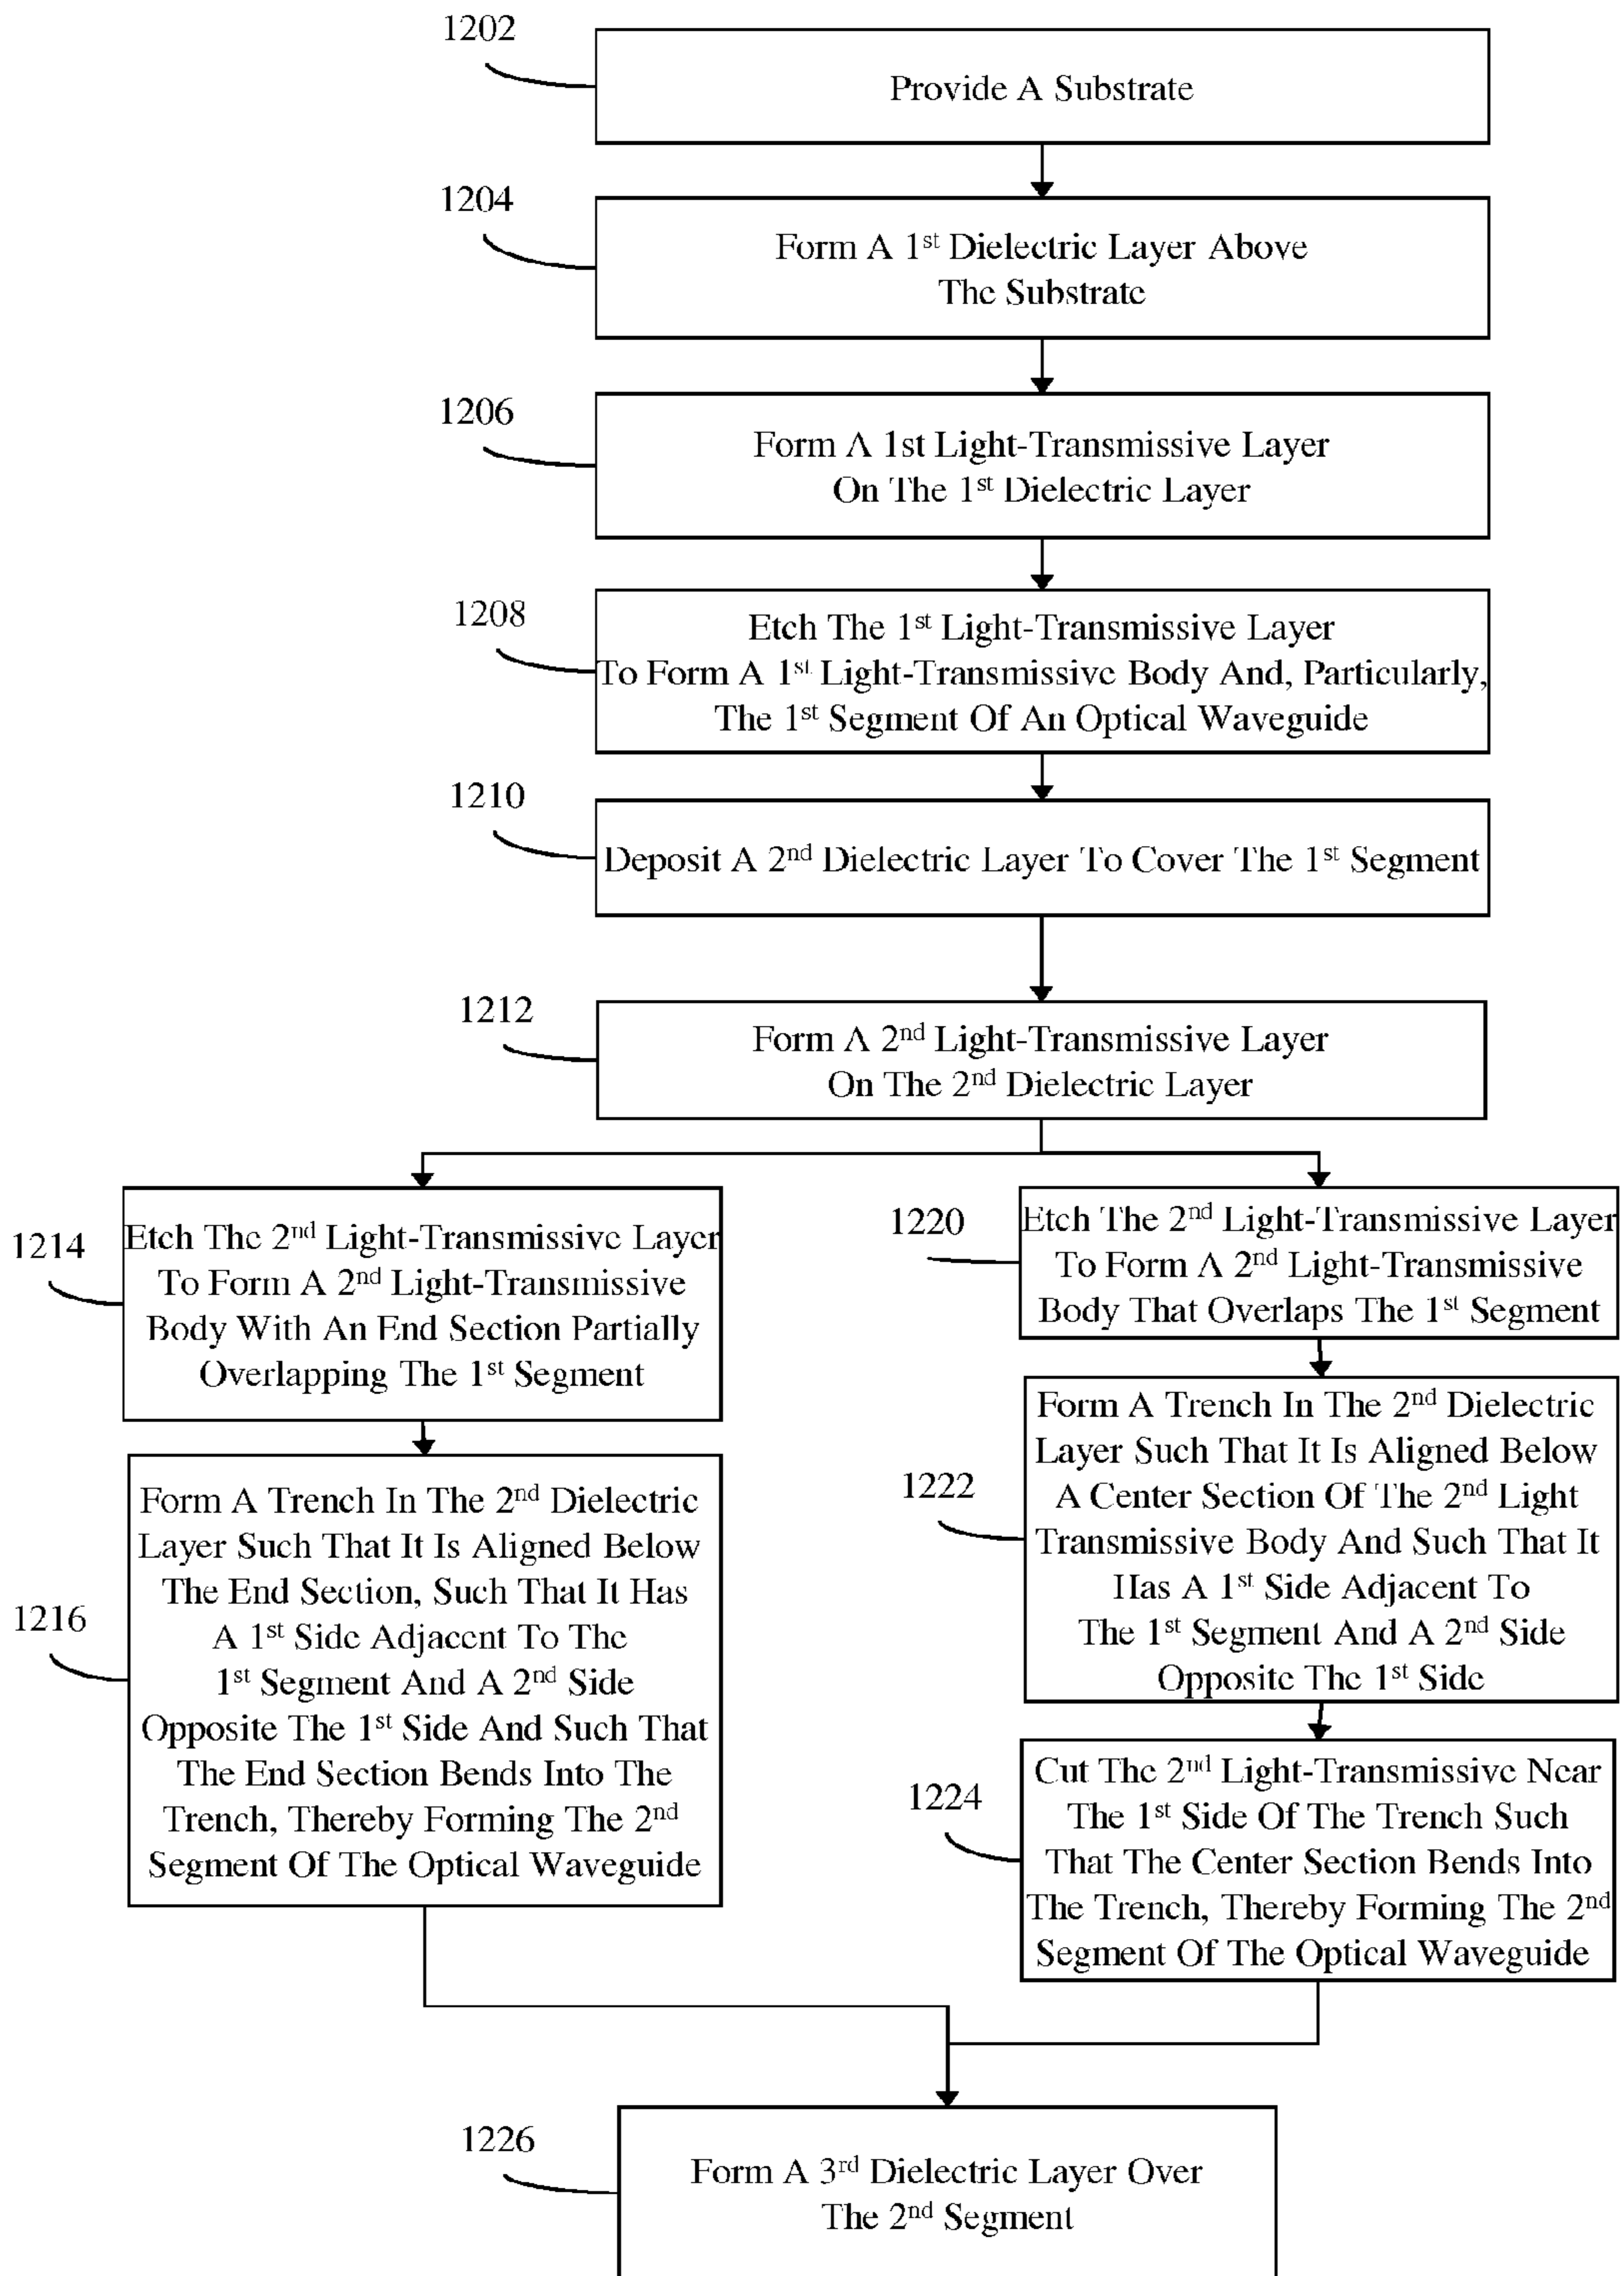 1202
Provide A Substrate
1204
Form A 1st Dielectric Layer Above
The Substrate
1206
Form A 1st Light-Transmissive Layer
On The 1st Dielectric Layer
1208
Etch The 1st Light-Transmissive Layer
To Form A 1st Light-Transmissive Body And, Particularly,
The 1st Segment Of An Optical Waveguide
1210
Deposit A 2nd Dielectric Layer To Cover The 1st Segment
1212
Form A 2nd Light-Transmissive Layer
On The 2nd Dielectric Layer
1214
Etch The 2nd Light-Transmissive Layer
To Form A 2nd Light-Transmissive
Body With An End Section Partially
Overlapping The 1st Segment
1216
Form A Trench In The 2nd Dielectric
Layer Such That It Is Aligned Below
The End Section, Such That It Has
A 1st Side Adjacent To The
1st Segment And A 2nd Side
Opposite The 1st Side And Such That
The End Section Bends Into The
Trench, Thereby Forming The 2nd
Segment Of The Optical Waveguide
1220
Etch The 2nd Light-Transmissive Layer
To Form A 2nd Light-Transmissive
Body That Overlaps The 1st Segment
1222
Form A Trench In The 2nd Dielectric
Layer Such That It Is Aligned Below
A Center Section Of The 2nd Light
Transmissive Body And Such That It
Has A 1st Side Adjacent To
The 1st Segment And A 2nd Side
Opposite The 1st Side
1224
Cut The 2nd Light-Transmissive Near
The 1st Side Of The Trench Such
That The Center Section Bends Into
The Trench, Thereby Forming The 2nd
Segment Of The Optical Waveguide
1226
Form A 3rd Dielectric Layer Over
The 2nd Segment